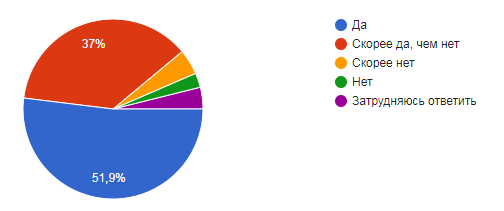 37%
51,9%
Да
Скорее да, чем нет
Скорее нет
Нет
Затрудняюсь ответить